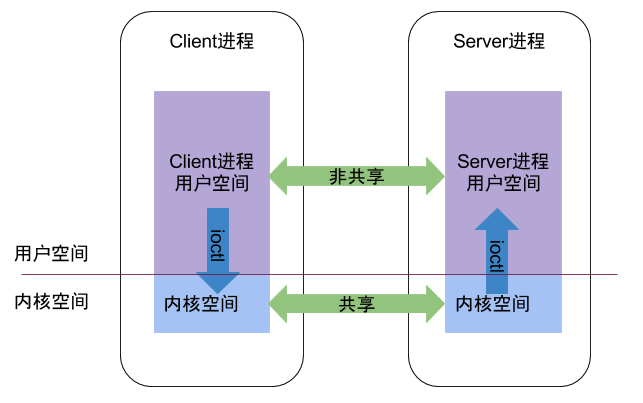 Client进程
Server进程
Client进程
用户空间
非共享
Server进程
用户空间
ioctl
ioctl
用户空间
内核空间
内核空间
共享
内核空间